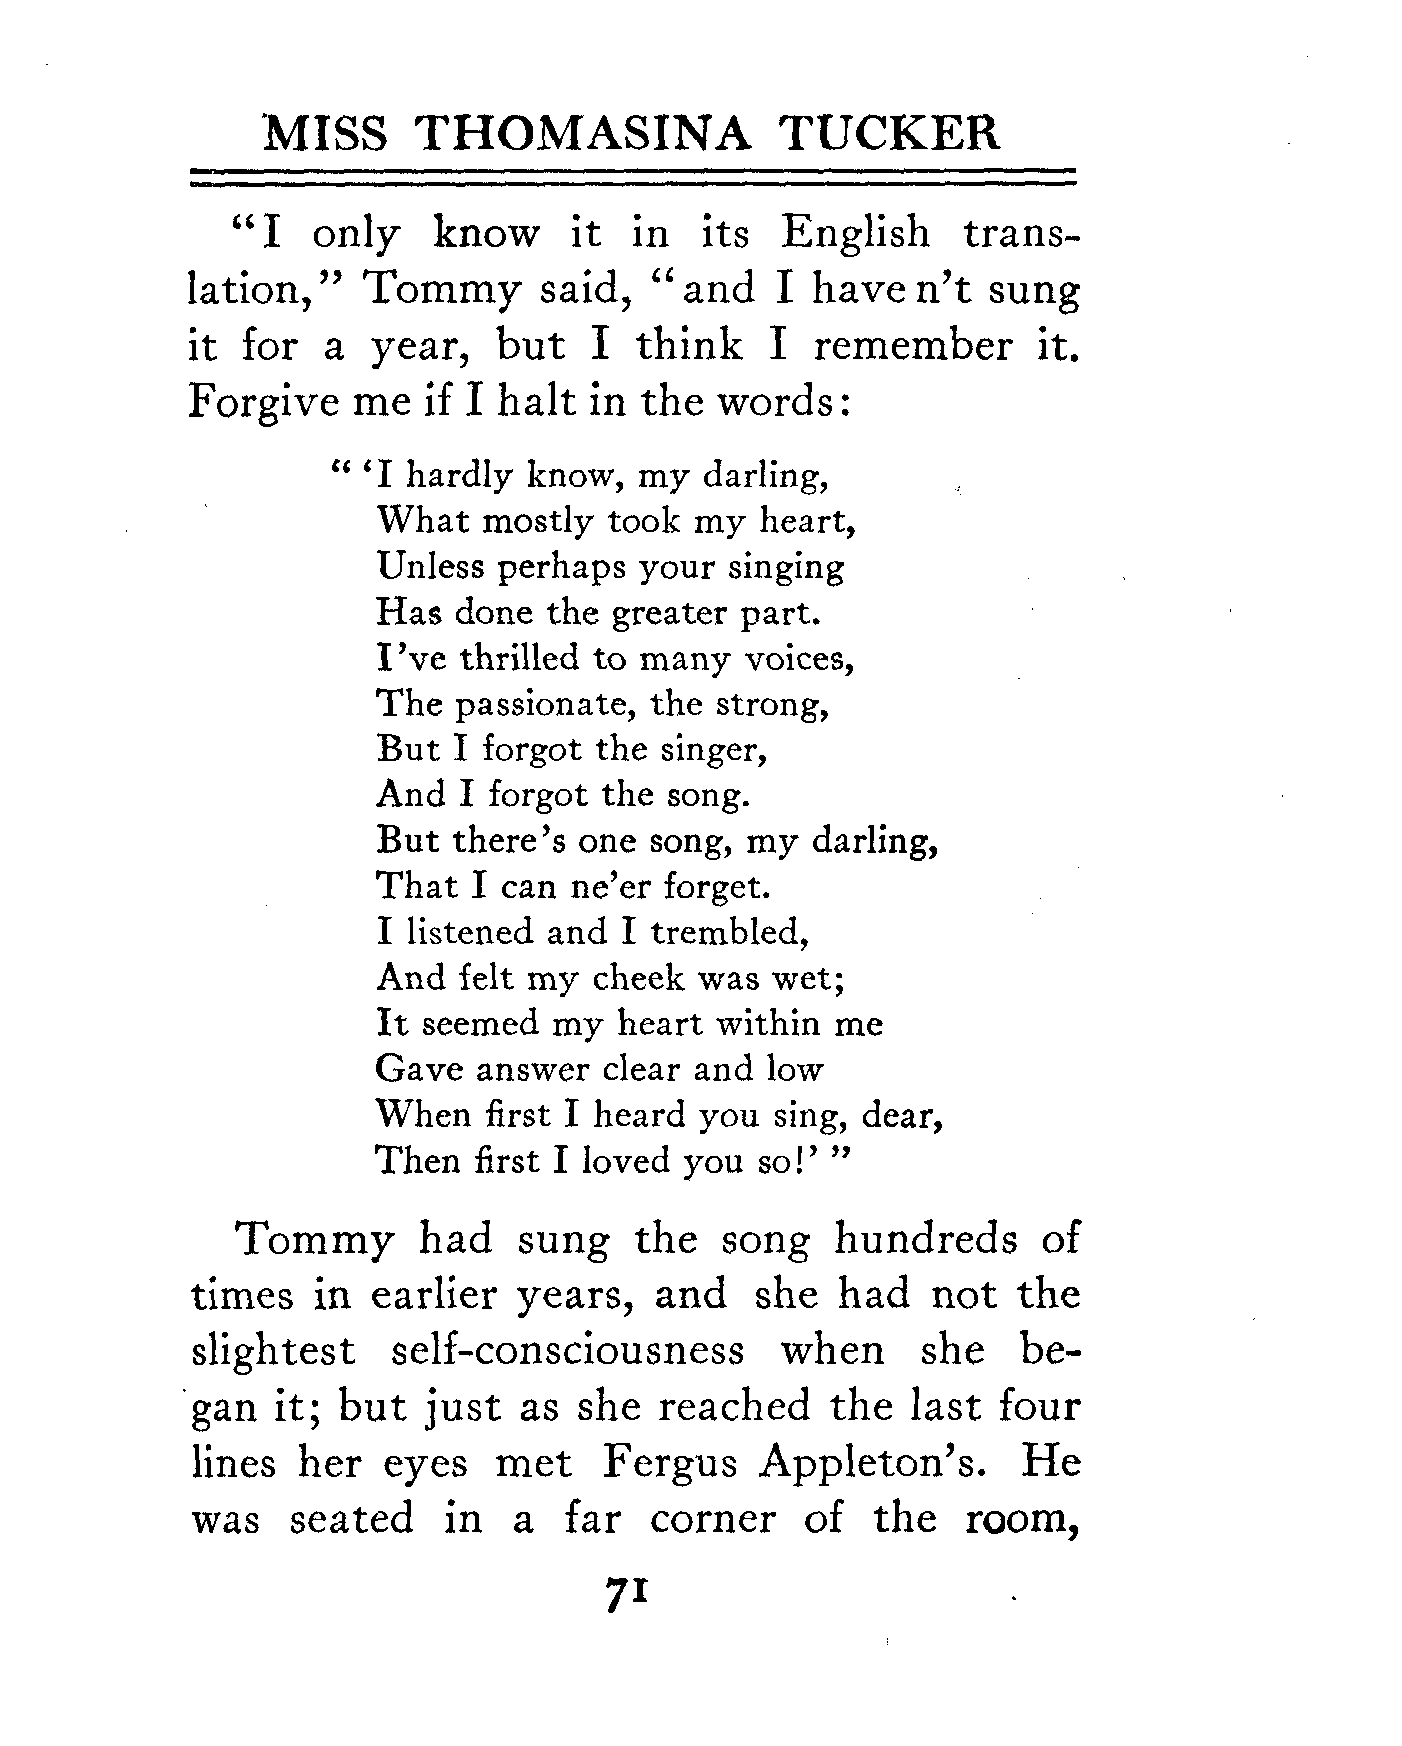 MISS THOMASINA TUCKER
"I only know it in its English trans-
lation," Tommy said, "and I have n't sung
it for a year, but I think I remember it.
Forgive me if I halt in the words:
" 'I hardly know, my darling,
What mostly took my heart,
Unless perhaps your singing
Has done the greater part.
I 've thrilled to many voices,
The passionate, the strong,
But I forgot the singer,
And I forgot the song.
But there 's one song, my darling,
That I can ne'er forget.
I listened and I trembled,
And felt my cheek was wet;
It seemed my heart within me
Gave answer clear and low
When first I heard you sing, dear,
Then first I loved you so!' "
Tommy had sung the song hundreds of
times in earlier years, and she had not the
slightest self-consciousness when she be-
gan it; but just as she reached the last four
lines her eyes met Fergus Appleton's. He
was seated in a far corner of the room,
71